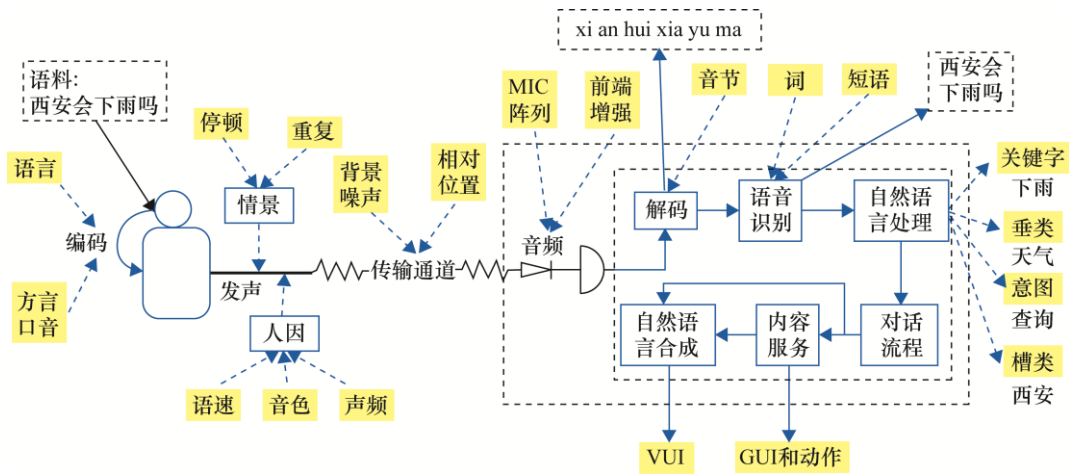 xi an hui xia yu ma
语料:
西安会下雨吗
MIC
阵列
前端
增强
音节
词
短语
西安会
下雨吗
停顿
重复
背景
噪声
相对
位置
语言
情景
编码
方言
口音
发声
传输通道
音频
解码
语音
识别
自然语
言处理
关键字
下雨
垂类
天气
意图
查询
槽类
西安
人因
语速
音色
声频
自然语
言合成
内容
服务
对话
流程
VUI
GUI和动作